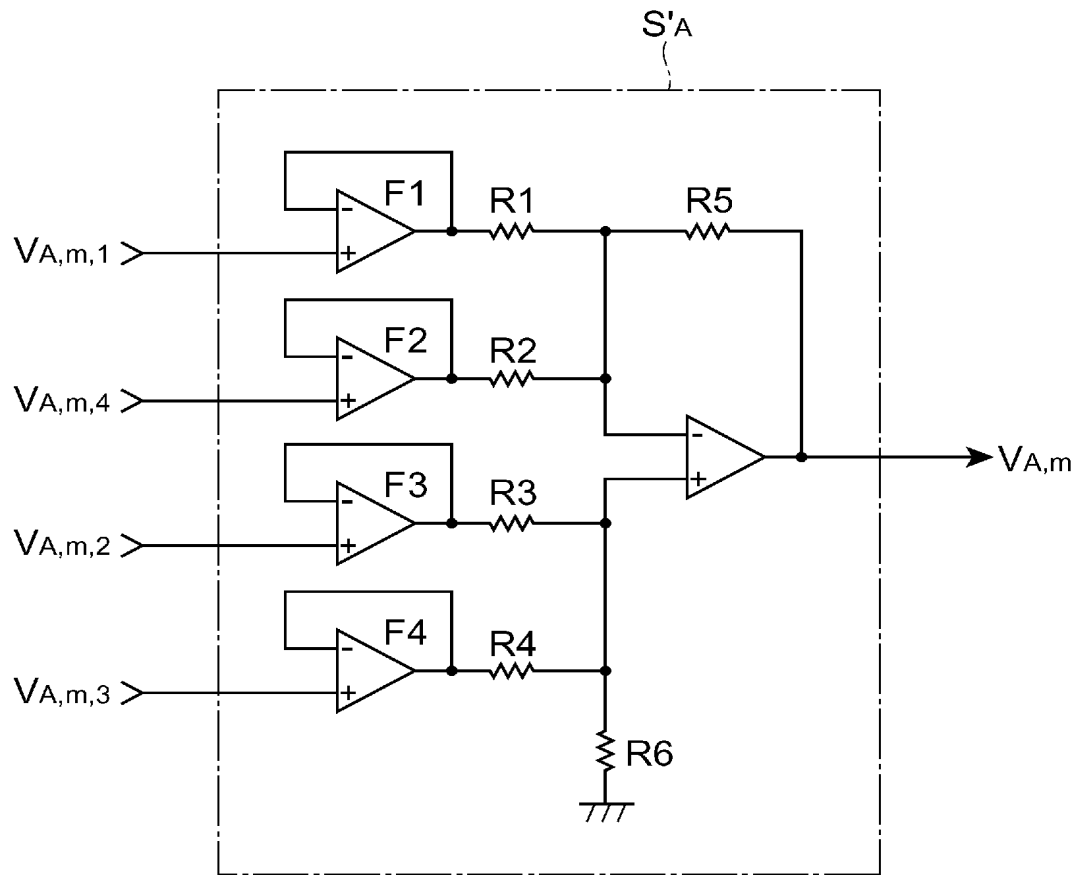 S'A
F1
R1
R5
-
+
VA,m,1
F2
R2
-
+
VA,m,4
-
+
VA,m
F3
R3
-
+
VA,m,2
F4
R4
-
+
VA,m,3
R6